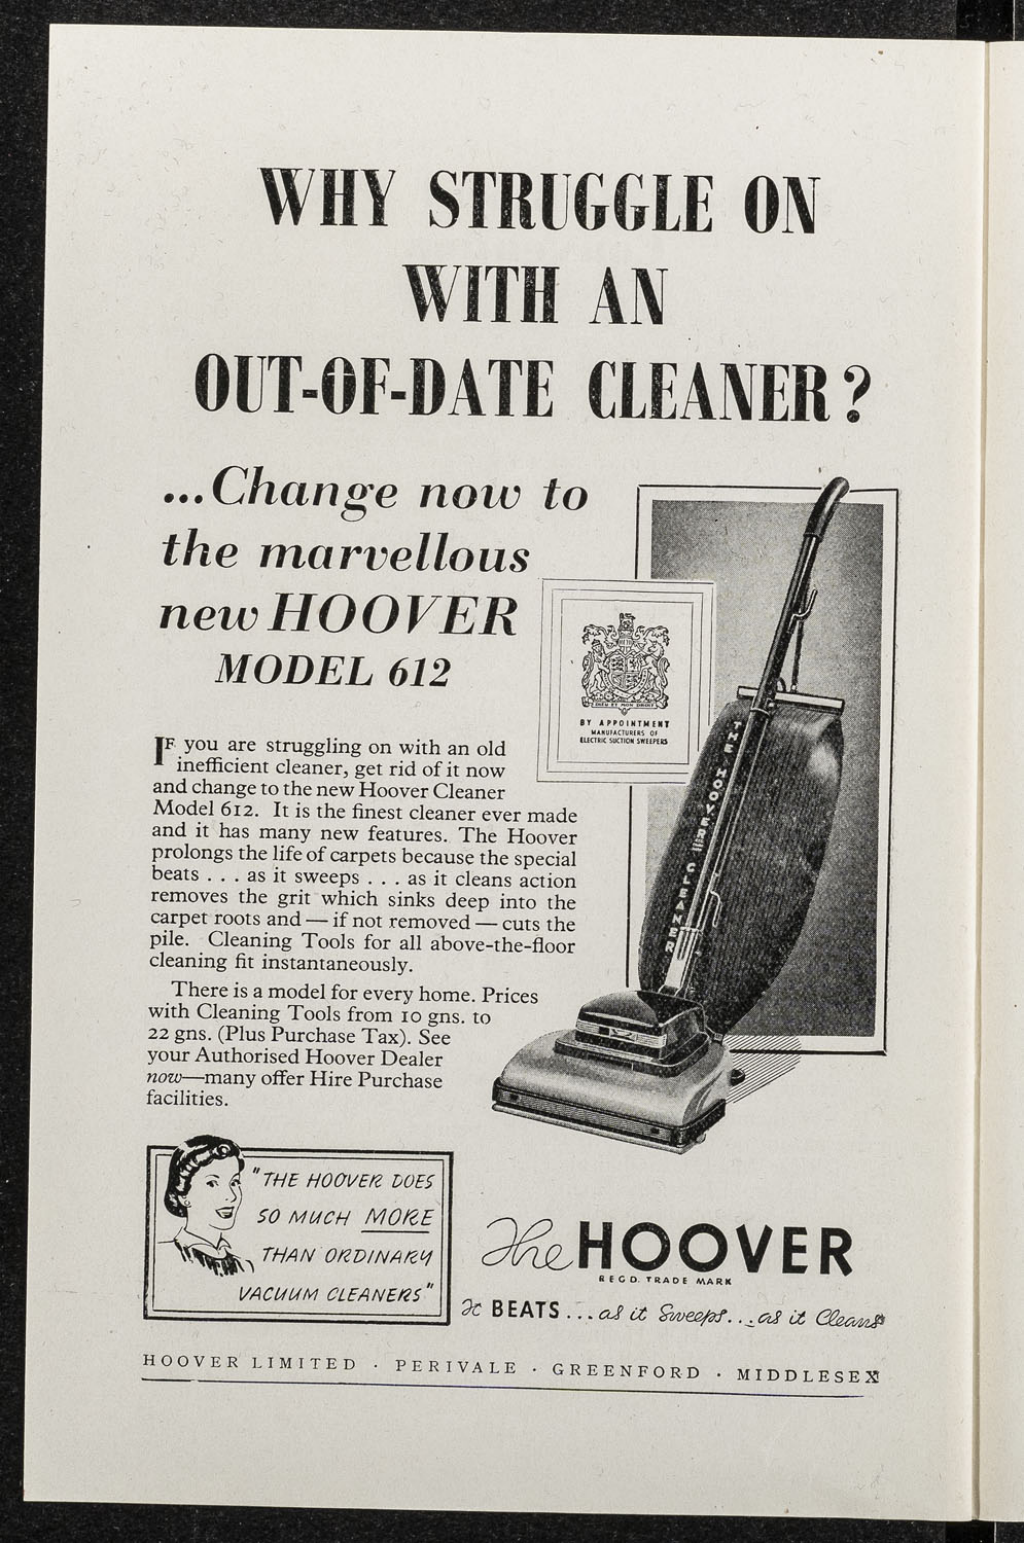 WHY STRUGGLE ON
WITH AN
OUT-OF-DATE CLEANER?
...Change now to
the marvellous
new HOOVER
MODEL 612
BY APPOINTMENT
MANUFACTURERS OF
ELECTRIC SUCTION SWEEPERS
THE HOOVER CLEANER
IF you are struggling on with an old
inefficient cleaner, get rid of it now
and change to the new Hoover Cleaner
Model 612. It is the finest cleaner ever made
and it has many new features. The Hoover
prolongs the life of carpets because the special
beats . . . as it sweeps . . . as it cleans action
removes the grit which sinks deep into the
carpet roots and — if not removed — cuts the
pile. Cleaning Tools for all above-the-floor
cleaning fit instantaneously.
There is a model for every home. Prices
with Cleaning Tools from 10 gns. to
22 gns. (Plus Purchase Tax). See
your Authorised Hoover Dealer
now—many offer Hire Purchase
facilities.
"THE HOOVER DOES
SO MUCH MORE
THAN ORDINARY
VACUUM CLEANERS"
The HOOVER
REGD. TRADE MARK
It BEATS...as it Sweeps...as it Cleans
HOOVER LIMITED · PERIVALE · GREENFORD · MIDDLESEX